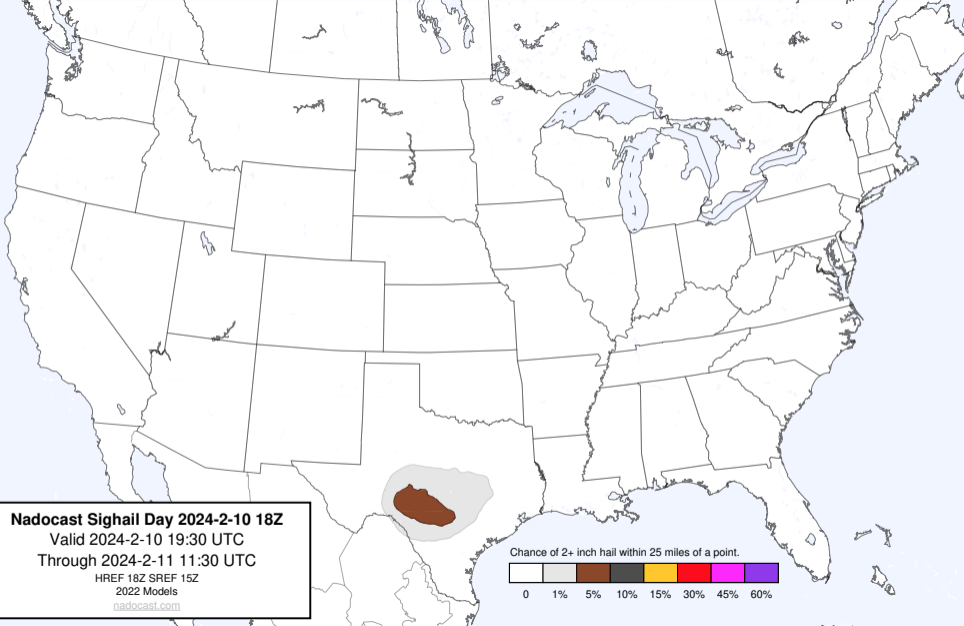 Nadocast Sighail Day 2024-2-10 18Z
Valid 2024-2-10 19:30 UTC
Through 2024-2-11 11:30 UTC
HREF 18Z SREF 15Z
2022 Models
nadocast.com
Chance of 2+ inch hail within 25 miles of a point.
0 1% 5% 10% 15% 30% 45% 60%